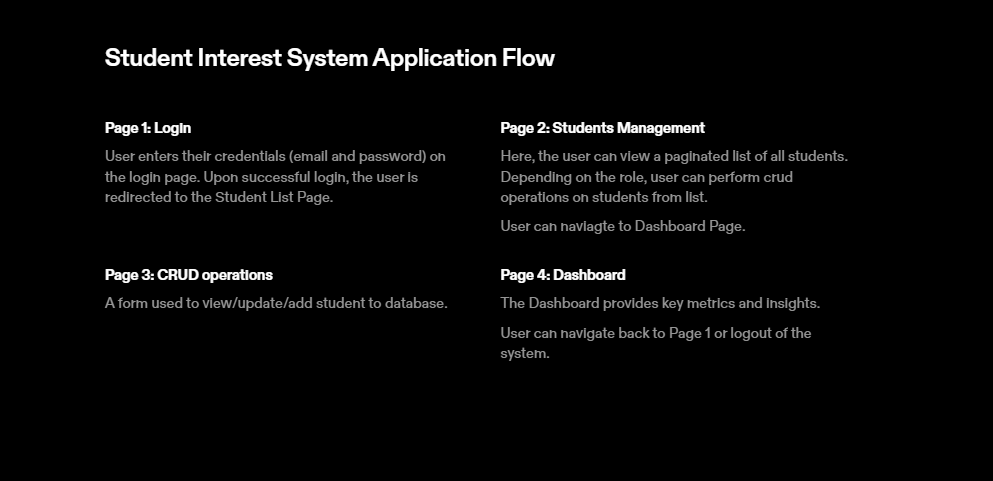 Student Interest System Application Flow
Page 1: Login
User enters their credentials (email and password) on
the login page. Upon successful login, the user is
redirected to the Student List Page.
Page 2: Students Management
Here, the user can view a paginated list of all students.
Depending on the role, user can perform crud
operations on students from list.
User can naviagte to Dashboard Page.
Page 3: CRUD operations
A form used to view/update/add student to database.
Page 4: Dashboard
The Dashboard provides key metrics and insights.
User can navigate back to Page 1 or logout of the
system.